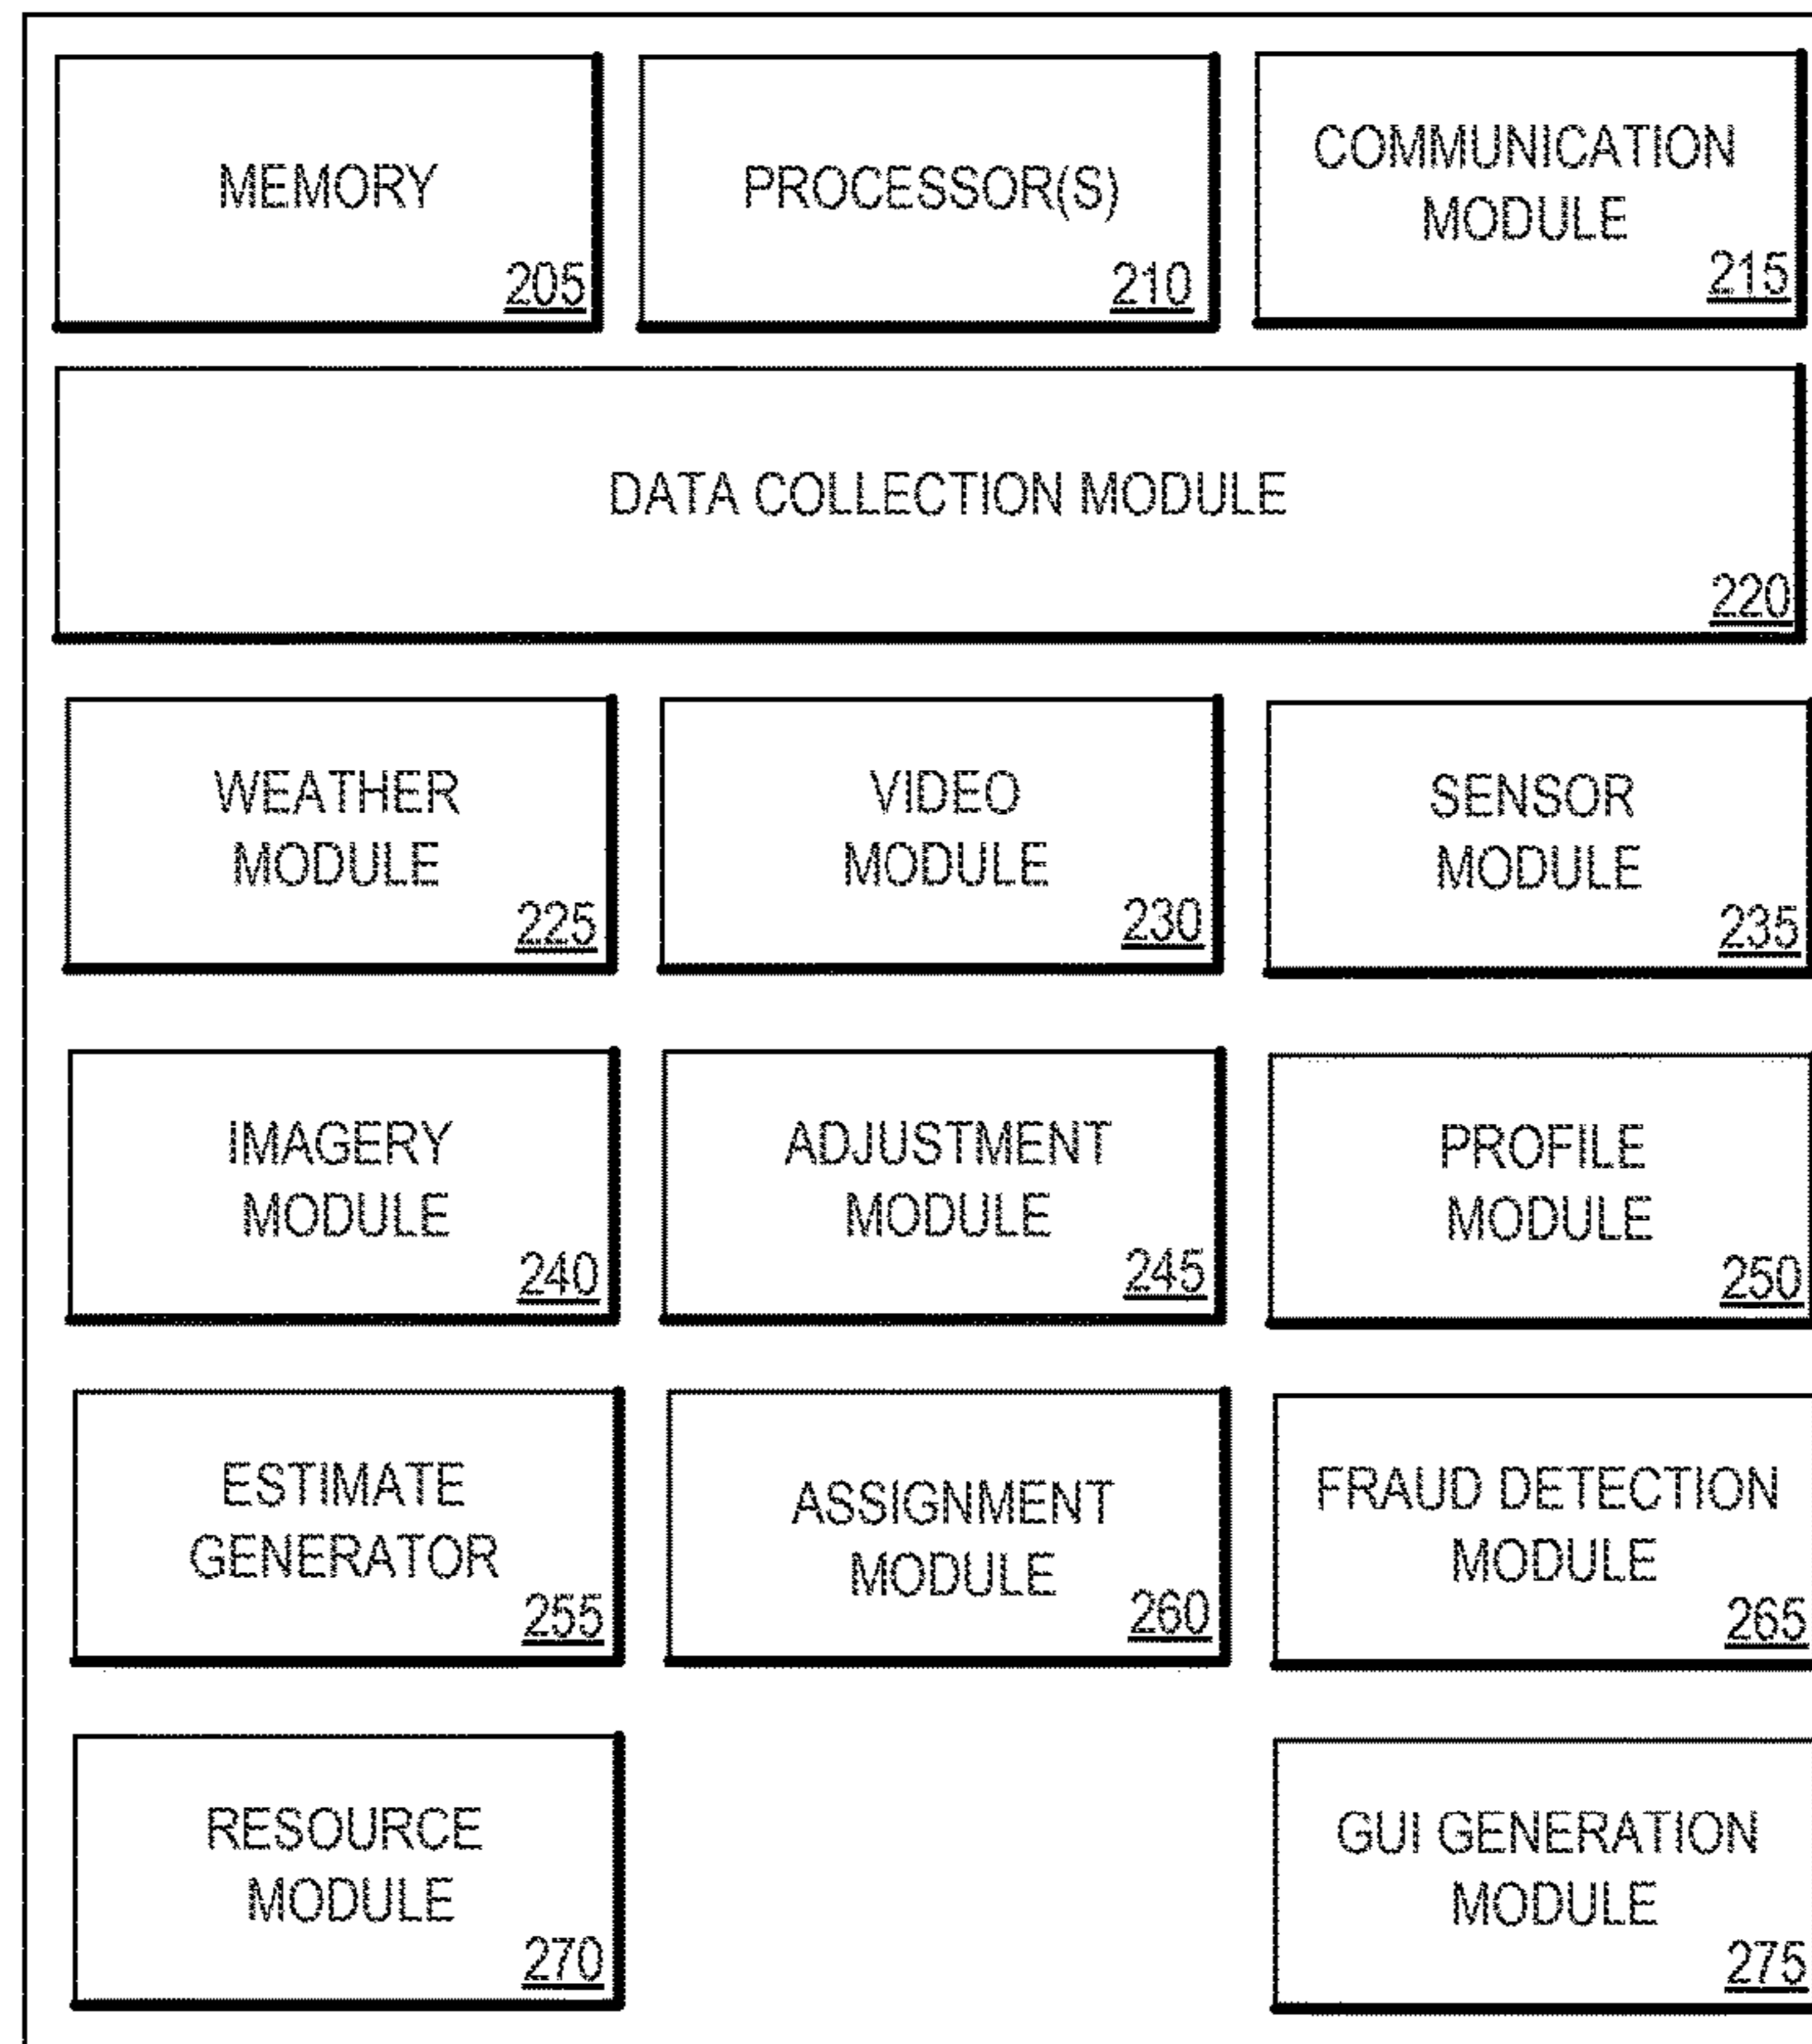 MEMORY
205
PROCESSOR(S)
210
COMMUNICATION
MODULE
215
DATA COLLECTION MODULE
220
WEATHER
MODULE
225
VIDEO
MODULE
230
SENSOR
MODULE
235
IMAGERY
MODULE
240
ADJUSTMENT
MODULE
245
PROFILE
MODULE
250
ESTIMATE
GENERATOR
255
ASSIGNMENT
MODULE
260
FRAUD DETECTION
MODULE
265
RESOURCE
MODULE
270
GUI GENERATION
MODULE
275